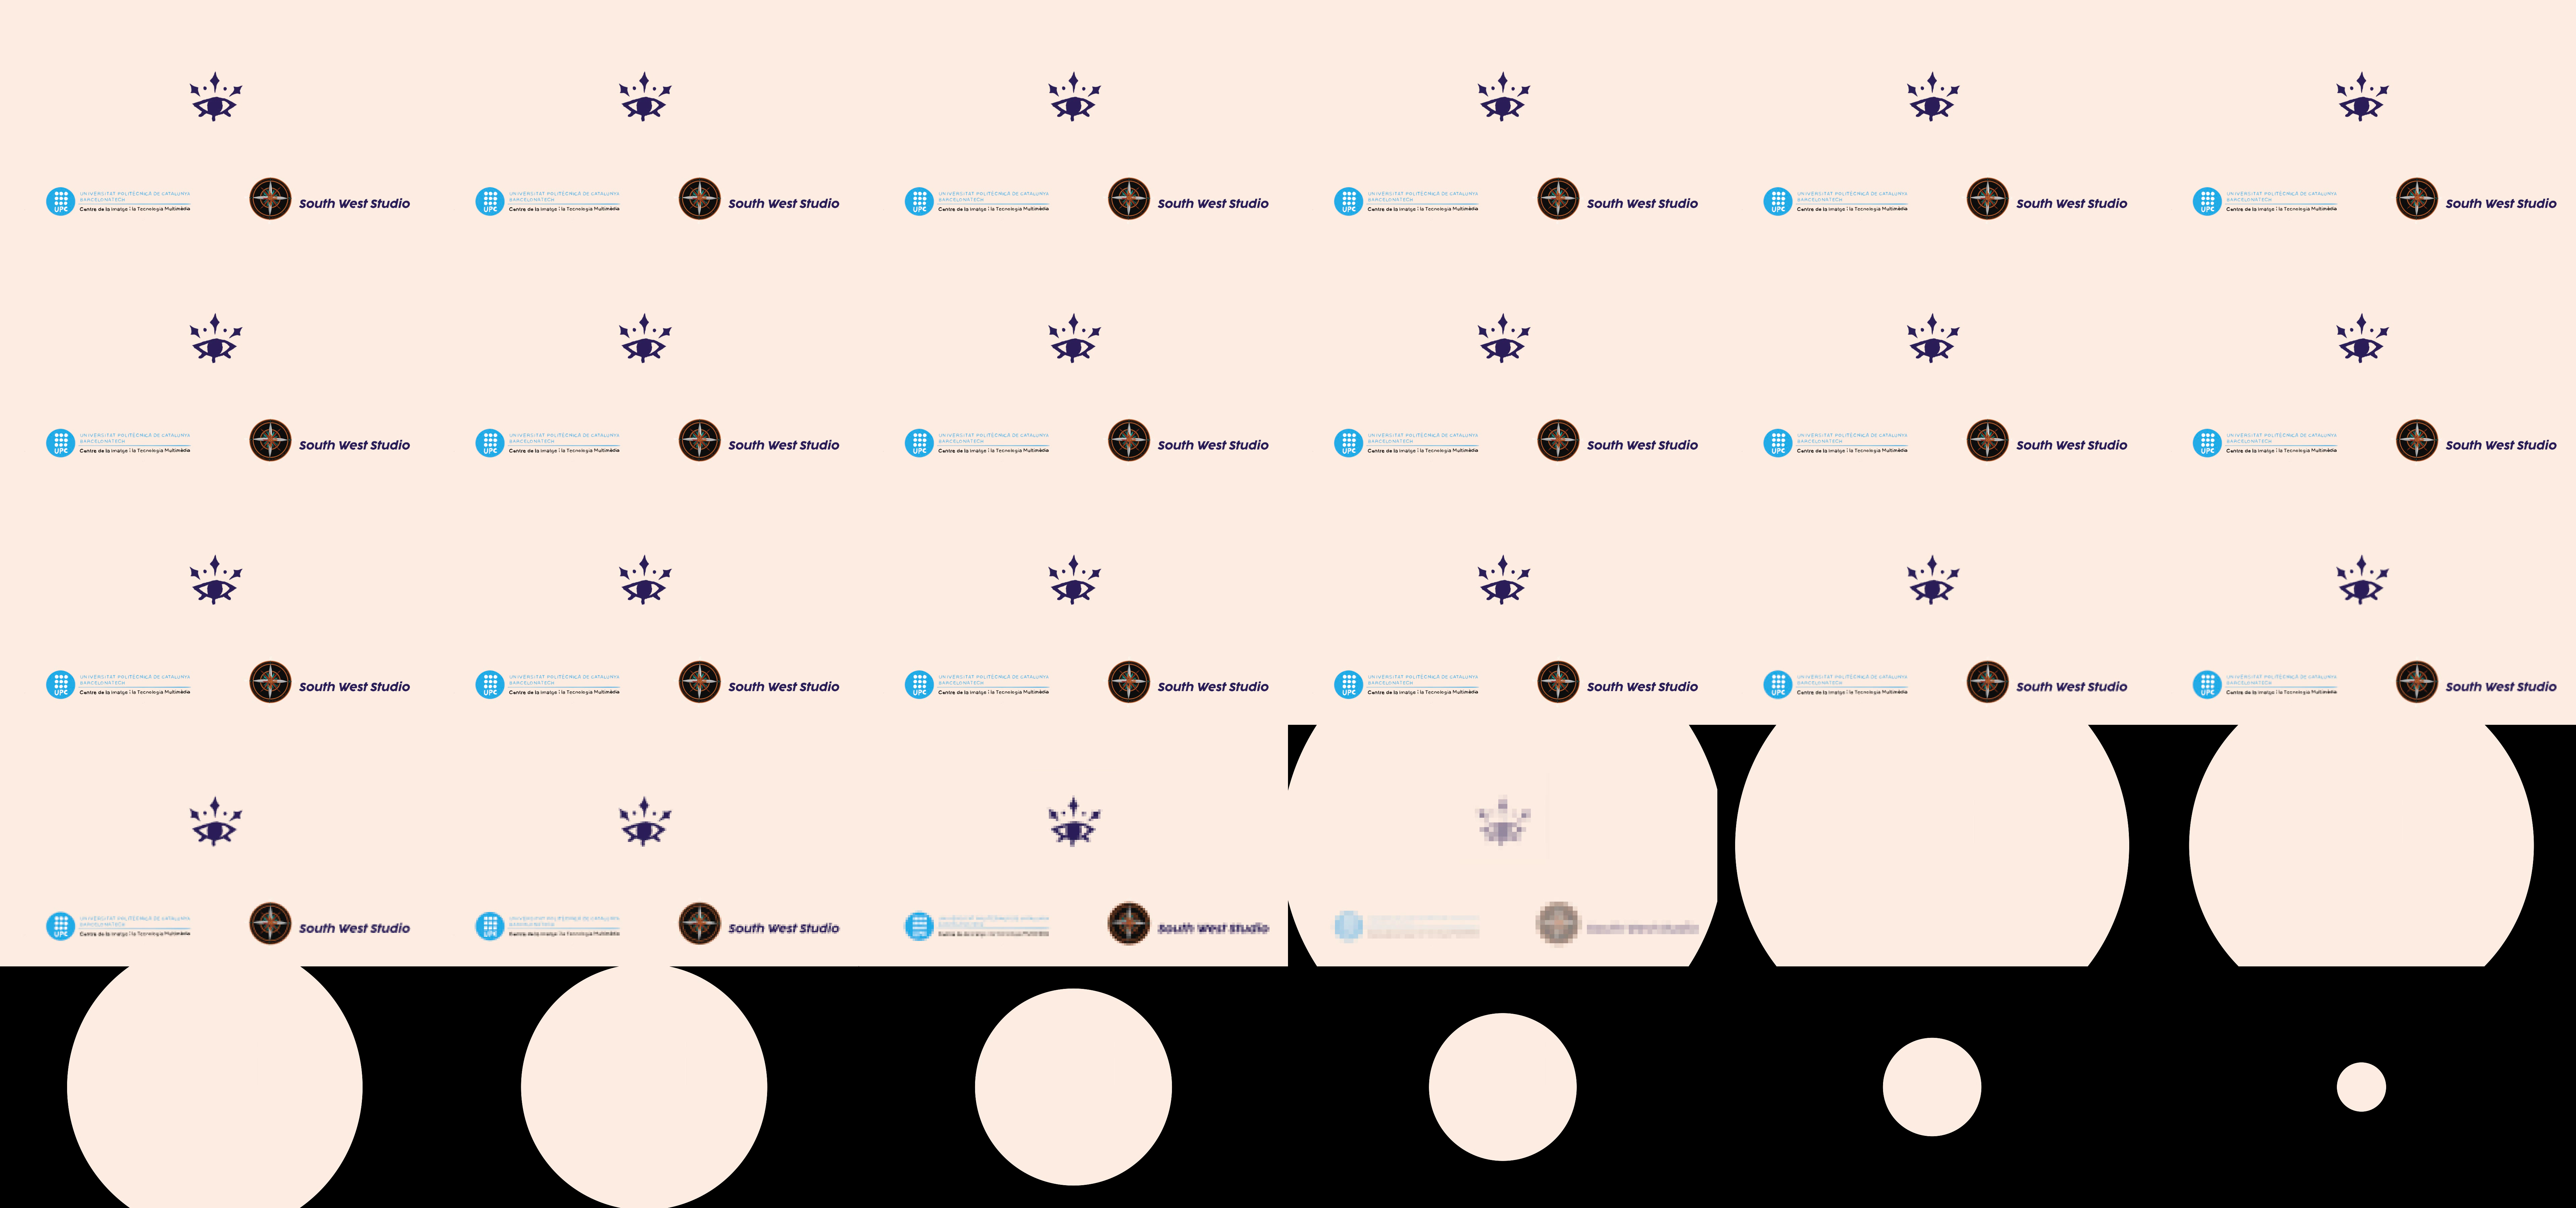 UNIVERSITAT POLITÈCNICA DE CATALUNYA
BARCELONATECH
UPC Centre de la Imatge i la Tecnologia Multimèdia
South West Studio
UNIVERSITAT POLITÈCNICA DE CATALUNYA
BARCELONATECH
UPC Centre de la Imatge i la Tecnologia Multimèdia
South West Studio
UNIVERSITAT POLITÈCNICA DE CATALUNYA
BARCELONATECH
UPC Centre de la Imatge i la Tecnologia Multimèdia
South West Studio
UNIVERSITAT POLITÈCNICA DE CATALUNYA
BARCELONATECH
UPC Centre de la Imatge i la Tecnologia Multimèdia
South West Studio
UNIVERSITAT POLITÈCNICA DE CATALUNYA
BARCELONATECH
UPC Centre de la Imatge i la Tecnologia Multimèdia
South West Studio
UNIVERSITAT POLITÈCNICA DE CATALUNYA
BARCELONATECH
UPC Centre de la Imatge i la Tecnologia Multimèdia
South West Studio
UNIVERSITAT POLITÈCNICA DE CATALUNYA
BARCELONATECH
UPC Centre de la Imatge i la Tecnologia Multimèdia
South West Studio
UNIVERSITAT POLITÈCNICA DE CATALUNYA
BARCELONATECH
UPC Centre de la Imatge i la Tecnologia Multimèdia
South West Studio
UNIVERSITAT POLITÈCNICA DE CATALUNYA
BARCELONATECH
UPC Centre de la Imatge i la Tecnologia Multimèdia
South West Studio
UNIVERSITAT POLITÈCNICA DE CATALUNYA
BARCELONATECH
UPC Centre de la Imatge i la Tecnologia Multimèdia
South West Studio
UNIVERSITAT POLITÈCNICA DE CATALUNYA
BARCELONATECH
UPC Centre de la Imatge i la Tecnologia Multimèdia
South West Studio
UNIVERSITAT POLITÈCNICA DE CATALUNYA
BARCELONATECH
UPC Centre de la Imatge i la Tecnologia Multimèdia
South West Studio
UNIVERSITAT POLITÈCNICA DE CATALUNYA
BARCELONATECH
UPC Centre de la Imatge i la Tecnologia Multimèdia
South West Studio
UNIVERSITAT POLITÈCNICA DE CATALUNYA
BARCELONATECH
UPC Centre de la Imatge i la Tecnologia Multimèdia
South West Studio
UNIVERSITAT POLITÈCNICA DE CATALUNYA
BARCELONATECH
UPC Centre de la Imatge i la Tecnologia Multimèdia
South West Studio
UNIVERSITAT POLITÈCNICA DE CATALUNYA
BARCELONATECH
UPC Centre de la Imatge i la Tecnologia Multimèdia
South West Studio
UNIVERSITAT POLITÈCNICA DE CATALUNYA
BARCELONATECH
UPC Centre de la Imatge i la Tecnologia Multimèdia
South West Studio
UNIVERSITAT POLITÈCNICA DE CATALUNYA
BARCELONATECH
UPC Centre de la Imatge i la Tecnologia Multimèdia
South West Studio
UNIVERSITAT POLITÈCNICA DE CATALUNYA
BARCELONATECH
UPC Centre de la Imatge i la Tecnologia Multimèdia
South West Studio
UPC
South West Studio
South West Studio